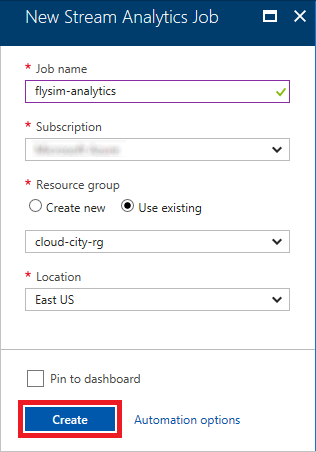 New Stream Analytics Job
* Job name
flysim-analytics
* Subscription
* Resource group
Create new Use existing
cloud-city-rg
* Location
East US
Pin to dashboard
Create Automation options